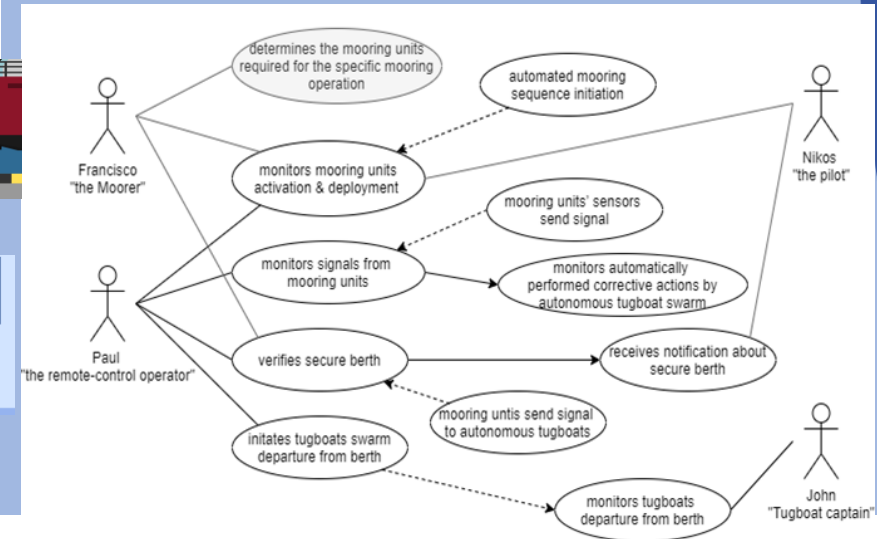 determines the mooring units
required for the specific mooring
operation
automated mooring
sequence initiation
Francisco
"the Moorer"
monitors mooring units
activation & deployment
Nikos
"the pilot"
mooring units' sensors
send signal
monitors signals from
mooring units
monitors automatically
performed corrective actions by
autonomous tugboat swarm
Paul
"the remote-control operator"
verifies secure berth
receives notification about
secure berth
mooring untis send signal
to autonomous tugboats
initates tugboats swarm
departure from berth
monitors tugboats
departure from berth
John
"Tugboat captain"